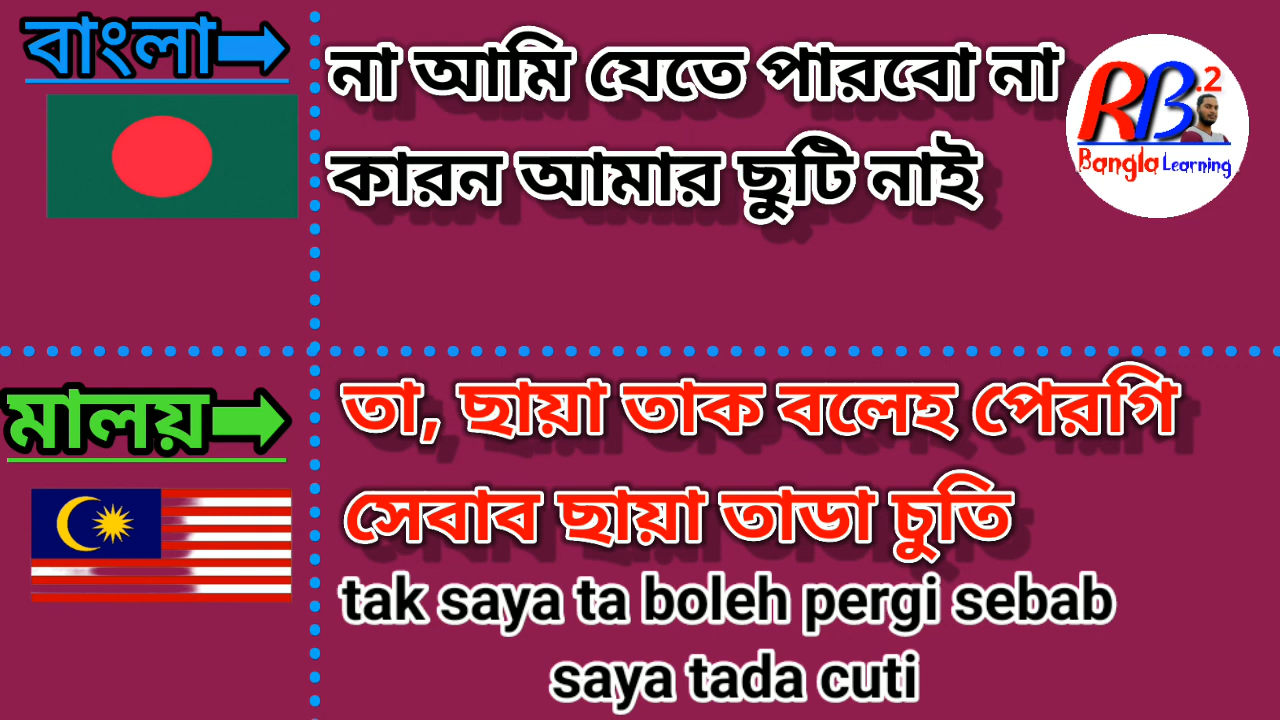 বাংলা
না আমি যেতে পারবো না
কারন আমার ছুটি নাই
RB.2
Bangla Learning
মালয়
তা, ছায়া তাক বলেহ পেরগি
সেবাব ছায়া তাডা চুতি
tak saya ta boleh pergi sebab
saya tada cuti